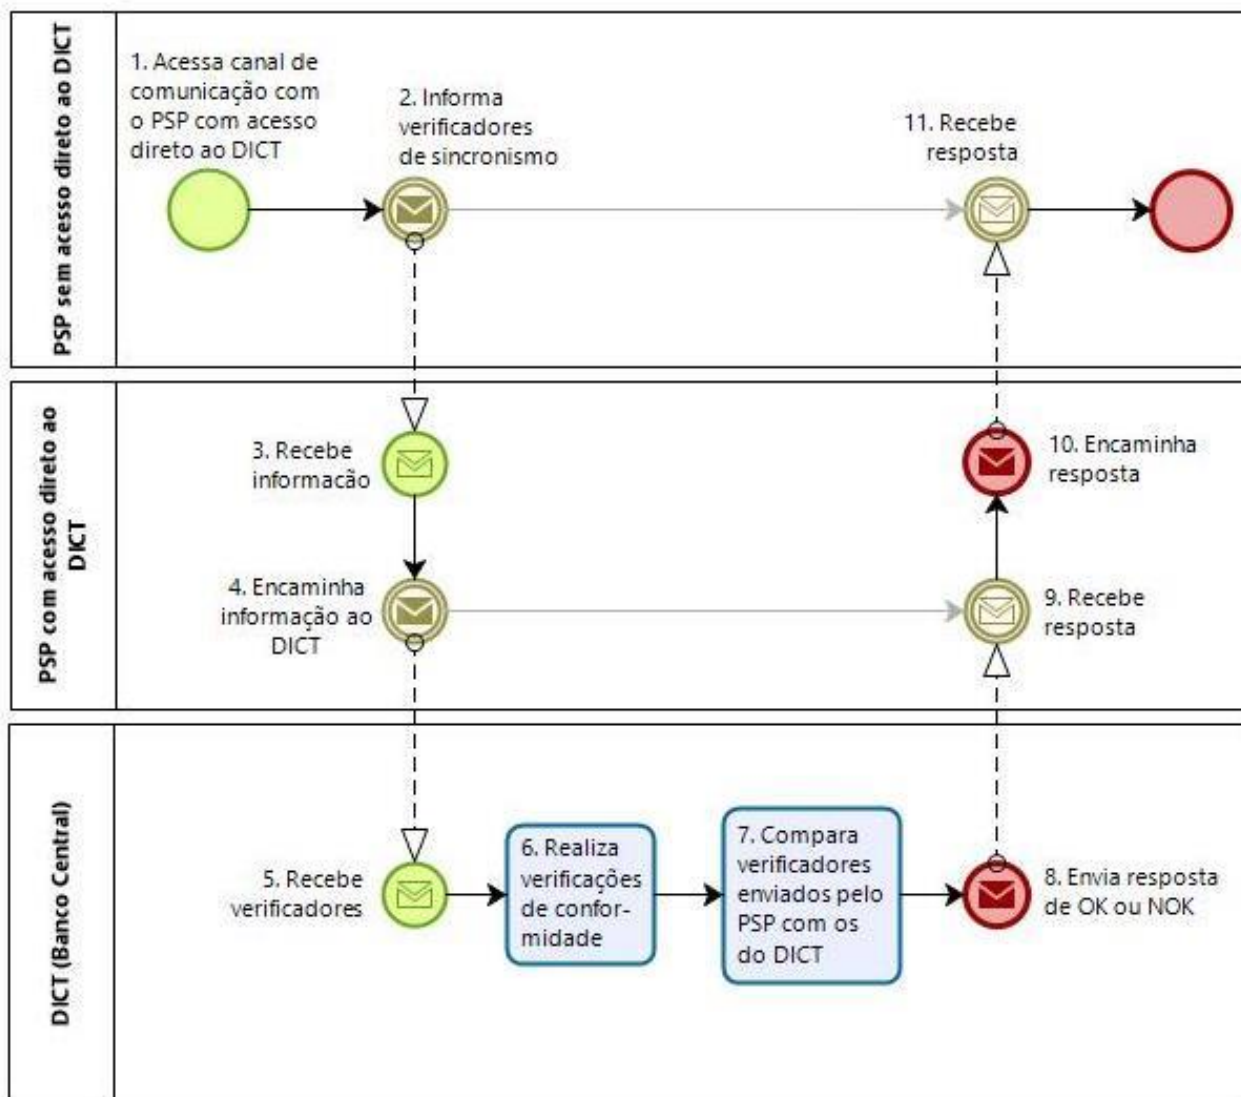 PSP sem acesso direto ao DICT
1. Acessa canal de
comunicação com
o PSP com acesso
direto ao DICT
2. Informa
verificadores
de sincronismo
11. Recebe
resposta
PSP com acesso direto ao
DICT
3. Recebe
informacão
10. Encaminha
resposta
4. Encaminha
informação ao
DICT
9. Recebe
resposta
DICT (Banco Central)
5. Recebe
verificadores
6. Realiza
verificações
de confor-
midade
7. Compara
verificadores
enviados pelo
PSP com os
do DICT
8. Envia resposta
de OK ou NOK